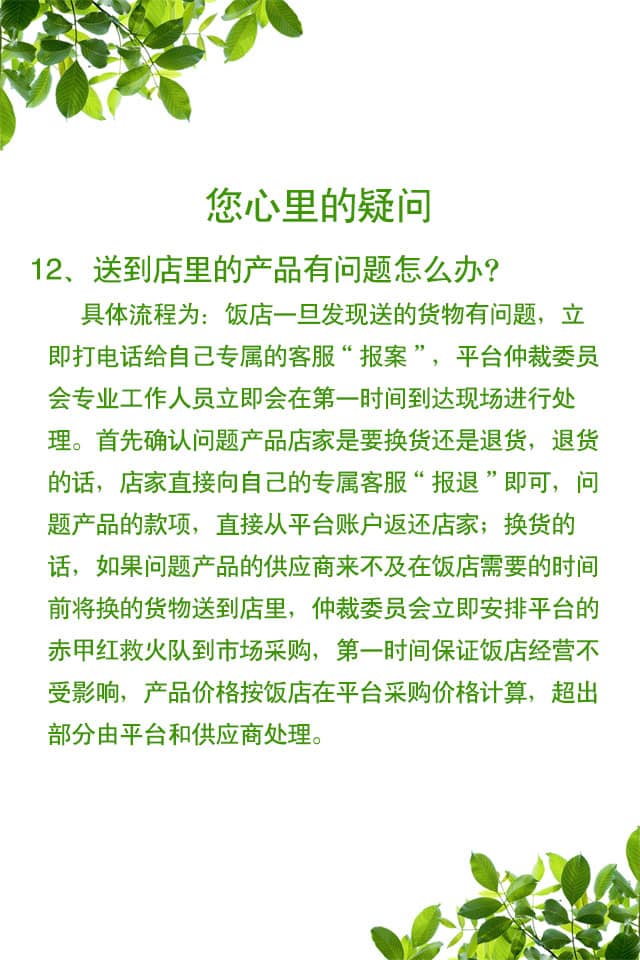 您心里的疑问
12、送到店里的产品有问题怎么办？
具体流程为：饭店一旦发现送的货物有问题，立
即打电话给自己专属的客服“报案”，平台仲裁委员
会专业工作人员立即会在第一时间到达现场进行处
理。首先确认问题产品店家是要换货还是退货，退货
的话，店家直接向自己的专属客服“报退”即可，问
题产品的款项，直接从平台账户返还店家；换货的
话，如果问题产品的供应商来不及在饭店需要的时间
前将换的货物送到店里，仲裁委员会立即安排平台的
赤甲红救火队到市场采购，第一时间保证饭店经营不
受影响，产品价格按饭店在平台采购价格计算，超出
部分由平台和供应商处理。